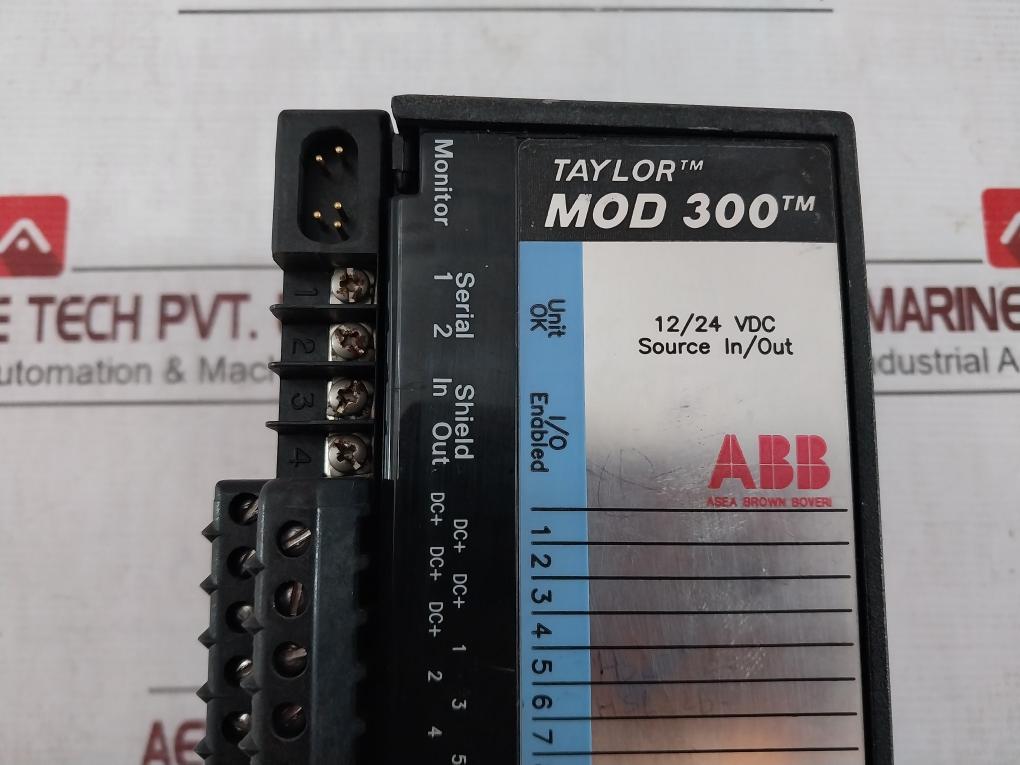 TAYLOR™
MOD 300™
12/24 VDC
Source In/Out
ABB
ASEA BROWN BOVERI
Unit
OK
I/O
Enabled
1
2
3
4
5
6
7
Monitor
Serial
1 2
Shield
In Out
DC+ DC+
DC+ DC+
DC+
1
2
3
4
5
1
2
3
4
E TECH PVT.
utomation & Mac
MARINE
ndustrial A
AE